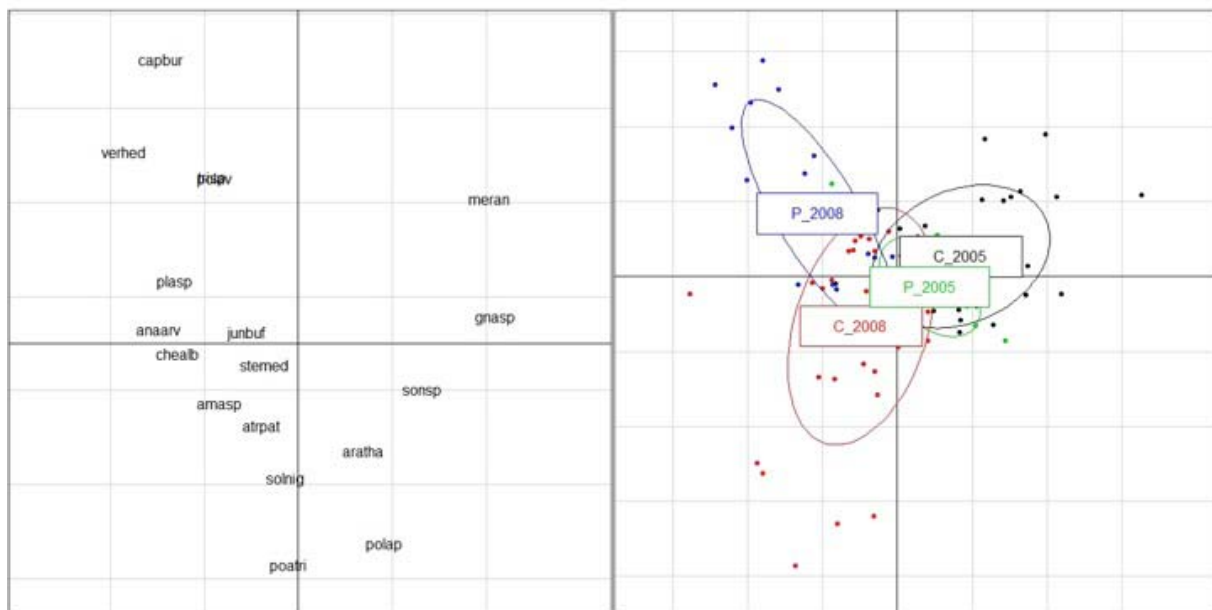 capbur
verhed
meran
plasp
gnasp
anaarv
junbuf
chealb
stemed
sonsp
amasp
atrpat
aratha
solnig
polap
poatri
P_2008
C_2005
P_2005
C_2008